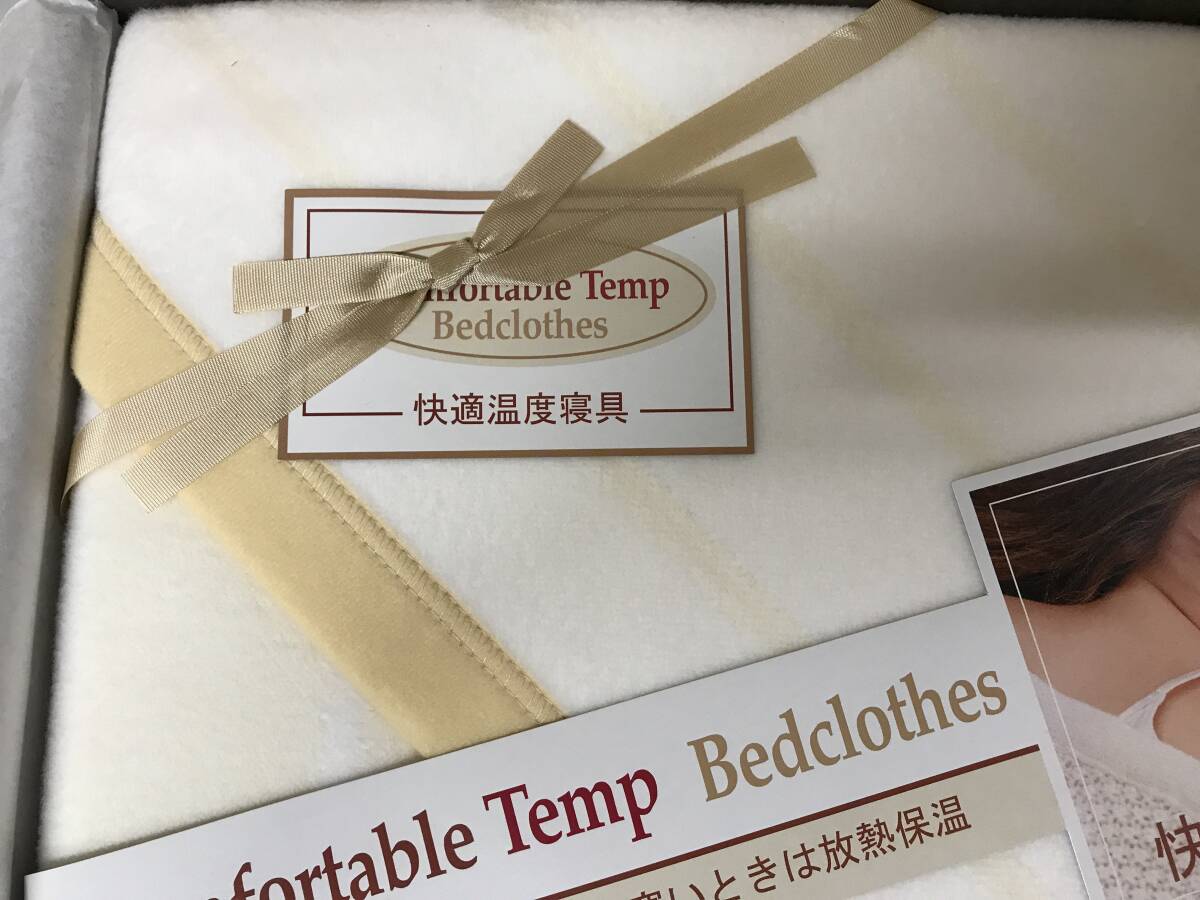 mfortable Temp
Bedclothes
快適温度寝具
nfortable Temp Bedclothes
寒いときは放熱保温
快